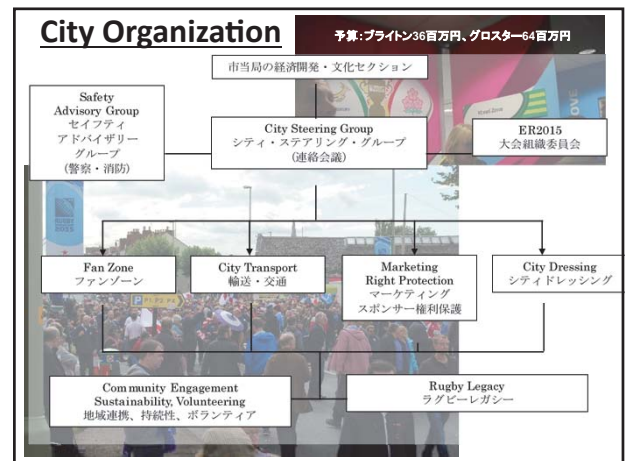 City Organization
予算：ブライトン36百万円、グロスター64百万円
市当局の経済開発・文化セクション
Safety
Advisory Group
セイフティ
アドバイザリー
グループ
(警察・消防)
City Steering Group
シティ・ステアリング・グループ
(連絡会議)
ER2015
大会組織委員会
Fan Zone
ファンゾーン
City Transport
輸送・交通
Marketing
Right Protection
マーケティング
スポンサー権利保護
City Dressing
シティドレッシング
P1.P2 P4
Community Engagement
Sustainability, Volunteering
地域連携、持続性、ボランティア
Rugby Legacy
ラグビーレガシー